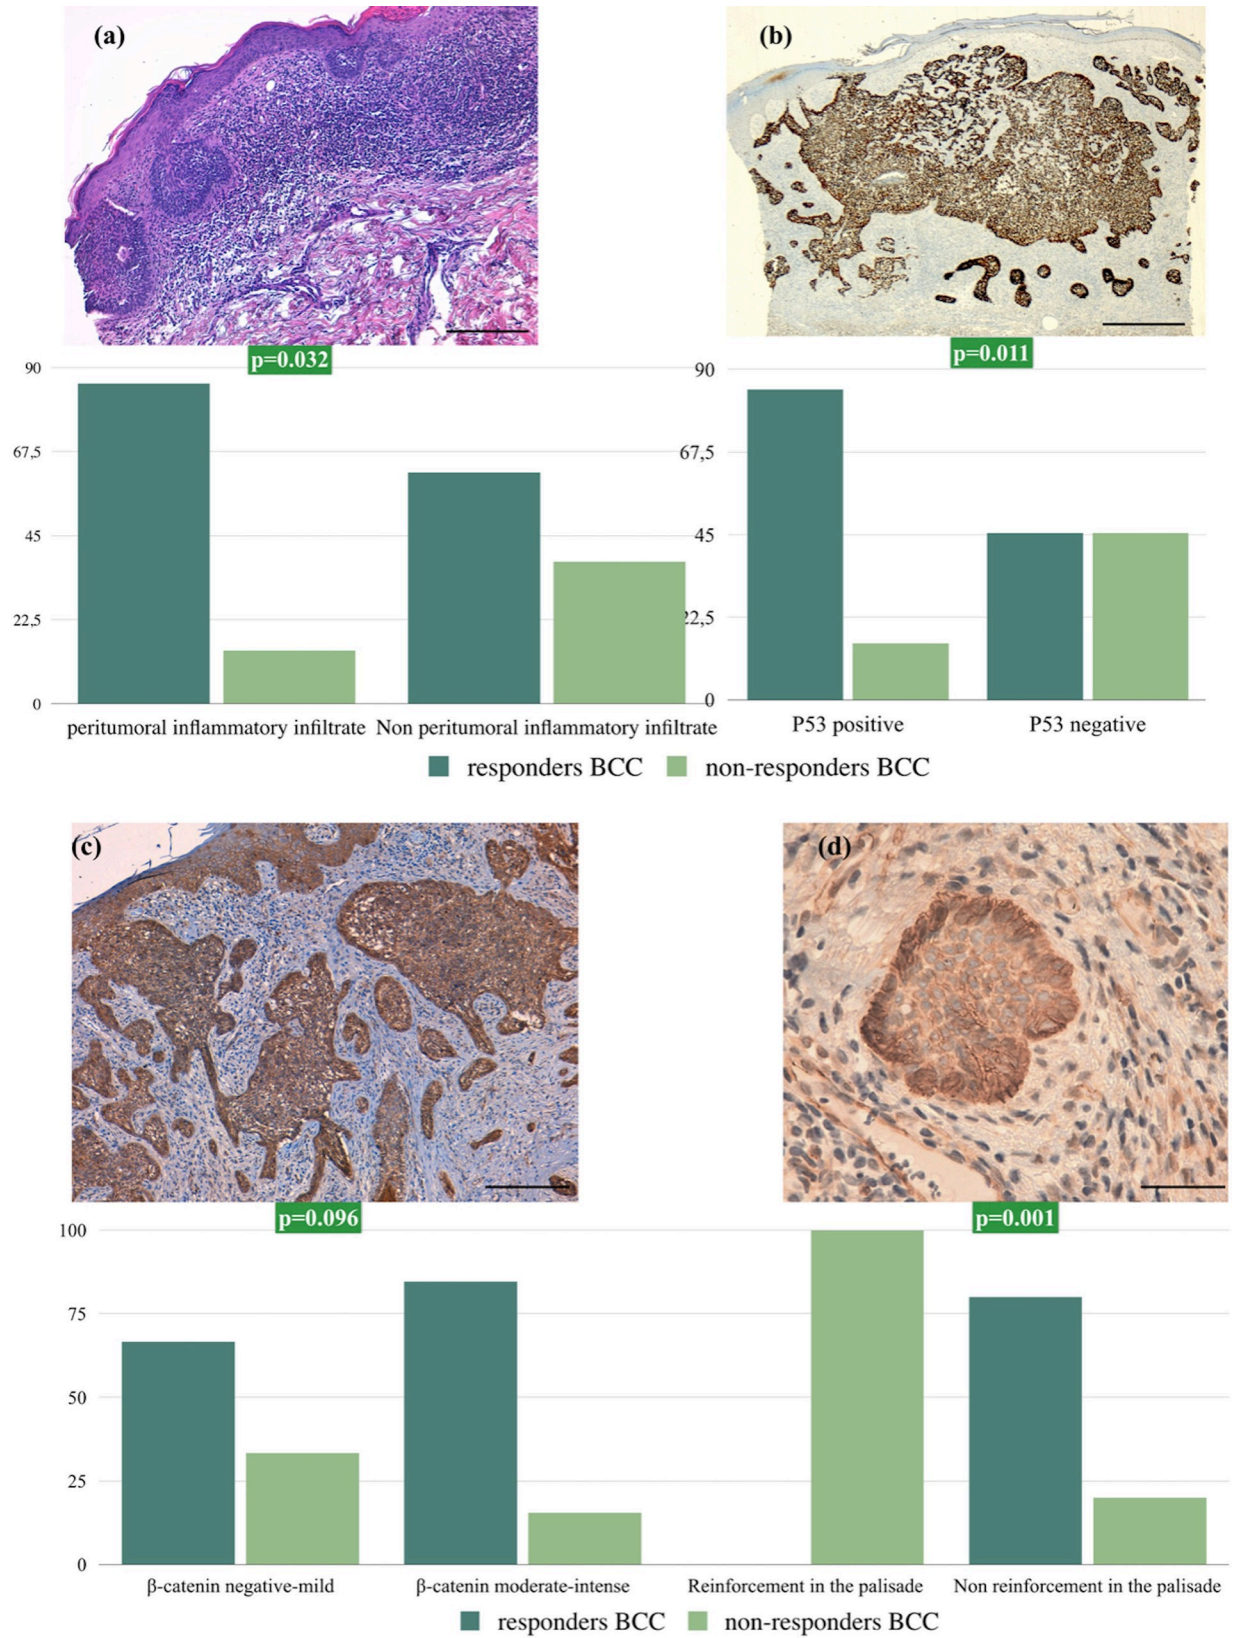 (a)
(b)
p=0.032
p=0.011
90
67,5
45
22,5
0
peritumoral inflammatory infiltrate
Non peritumoral inflammatory infiltrate
90
67,5
45
22,5
0
P53 positive
P53 negative
responders BCC
non-responders BCC
(c)
(d)
p=0.096
p=0.001
100
75
50
25
0
β-catenin negative-mild
β-catenin moderate-intense
Reinforcement in the palisade
Non reinforcement in the palisade
responders BCC
non-responders BCC